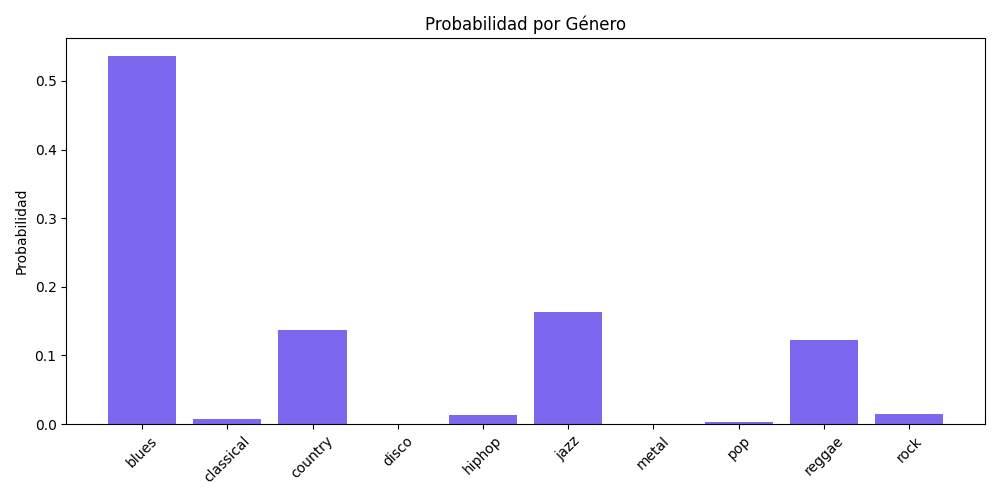 Probabilidad por Género
Probabilidad
0.5
0.4
0.3
0.2
0.1
0.0
blues
classical
country
disco
hiphop
jazz
metal
pop
reggae
rock